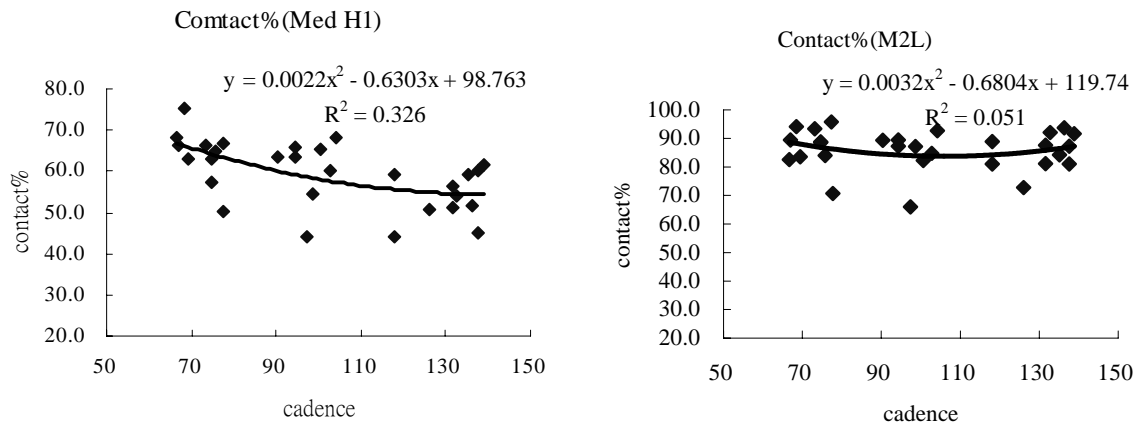 Comtact%(Med H1)
y = 0.0022x² - 0.6303x + 98.763
R² = 0.326
80.0
70.0
60.0
50.0
40.0
30.0
20.0
contact%
50 70 90 110 130 150
cadence
Contact%(M2L)
y = 0.0032x² - 0.6804x + 119.74
R² = 0.051
100.0
90.0
80.0
70.0
60.0
50.0
40.0
30.0
20.0
contact%
50 70 90 110 130 150
cadence